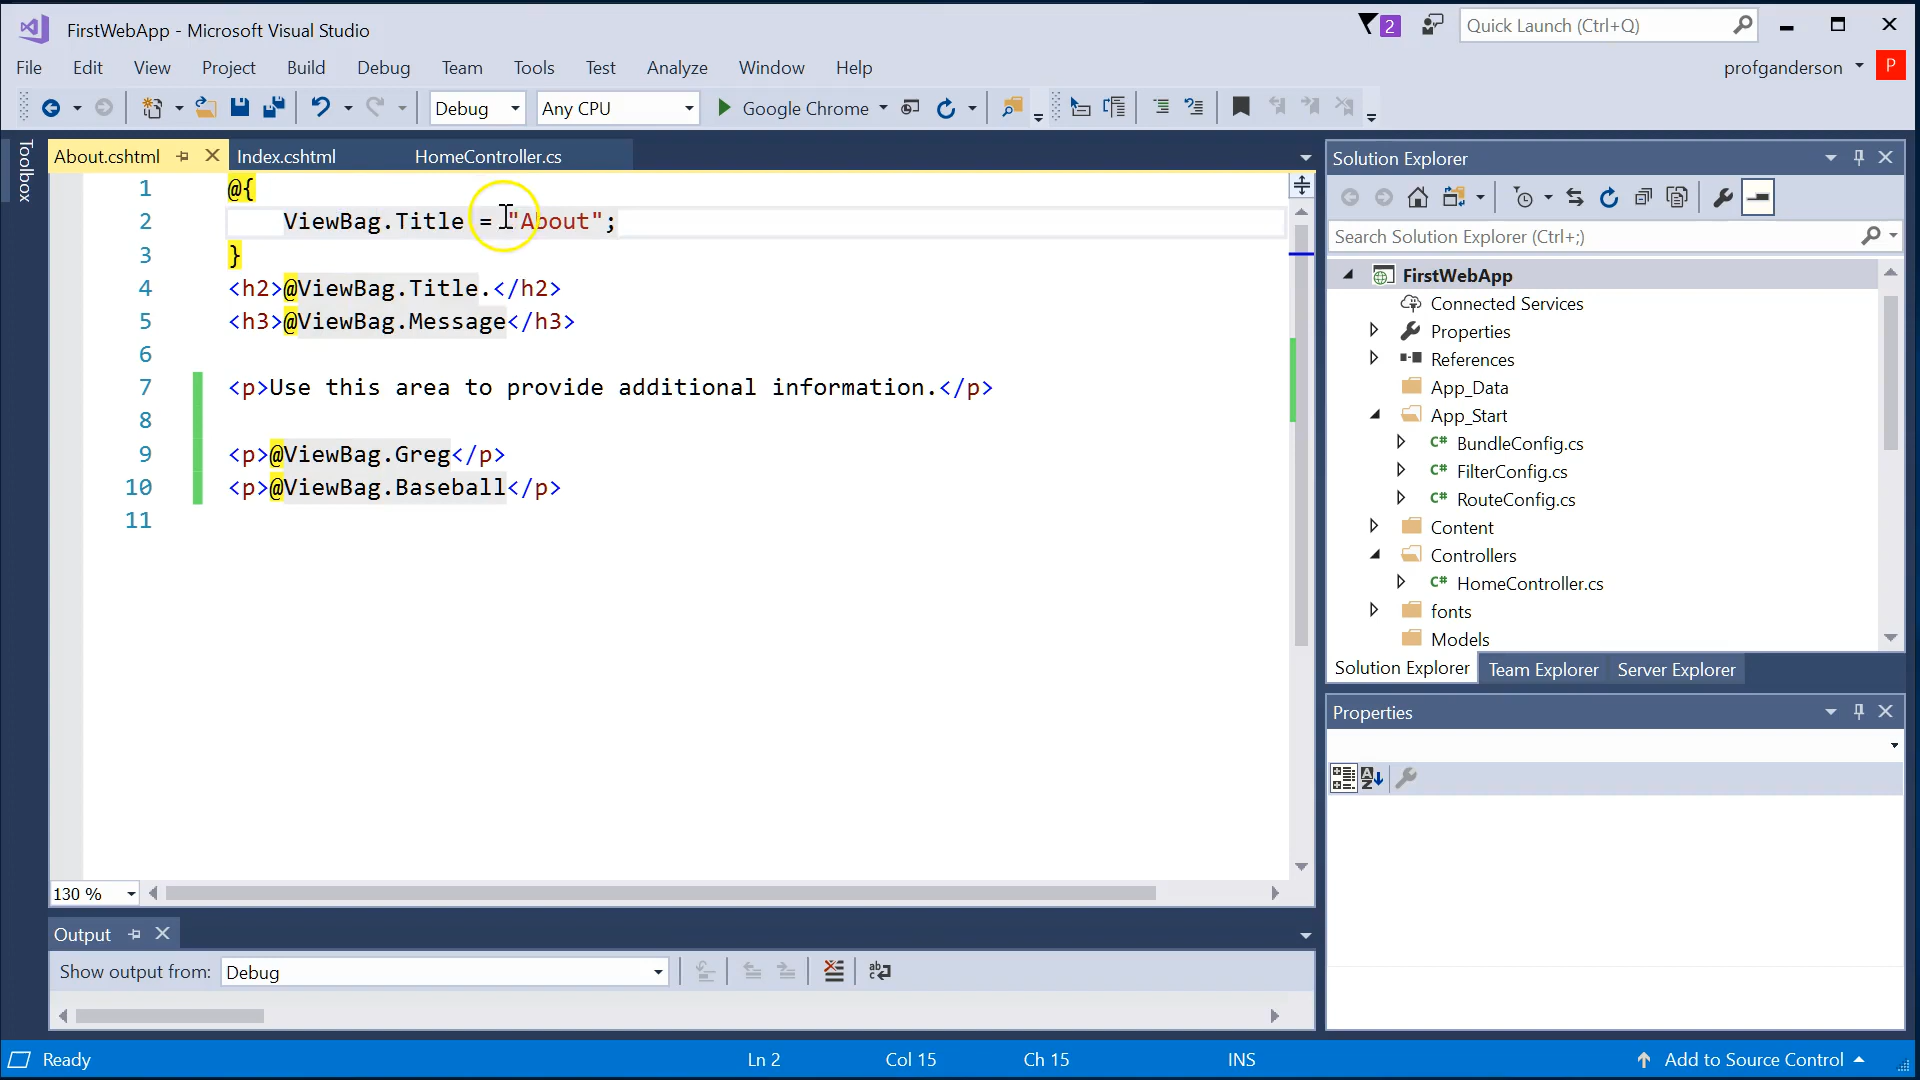 FirstWebApp - Microsoft Visual Studio
2
Quick Launch (Ctrl+Q)
File Edit View Project Build Debug Team Tools Test Analyze Window Help
profganderson P
Debug Any CPU Google Chrome
Toolbox
About.cshtml Index.cshtml HomeController.cs
1 @{
2 ViewBag.Title = "About";
3 }
4 <h2>@ViewBag.Title.</h2>
5 <h3>@ViewBag.Message</h3>
6
7 <p>Use this area to provide additional information.</p>
8
9 <p>@ViewBag.Greg</p>
10 <p>@ViewBag.Baseball</p>
11
130 %
Output
Show output from: Debug
Solution Explorer
Search Solution Explorer (Ctrl+;)
FirstWebApp
Connected Services
Properties
References
App_Data
App_Start
C# BundleConfig.cs
C# FilterConfig.cs
C# RouteConfig.cs
Content
Controllers
C# HomeController.cs
fonts
Models
Solution Explorer Team Explorer Server Explorer
Properties
Ready Ln 2 Col 15 Ch 15 INS Add to Source Control